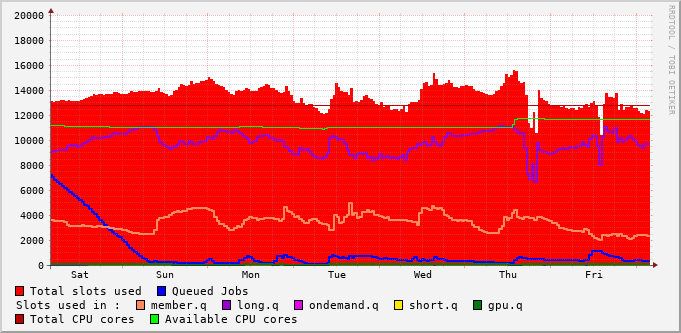 20000
18000
16000
14000
12000
10000
8000
6000
4000
2000
0
Sat Sun Mon Tue Wed Thu Fri
Total slots used Queued Jobs
Slots used in : member.q long.q ondemand.q short.q gpu.q
Total CPU cores Available CPU cores
RRDTOOL / TOBI OETIKER